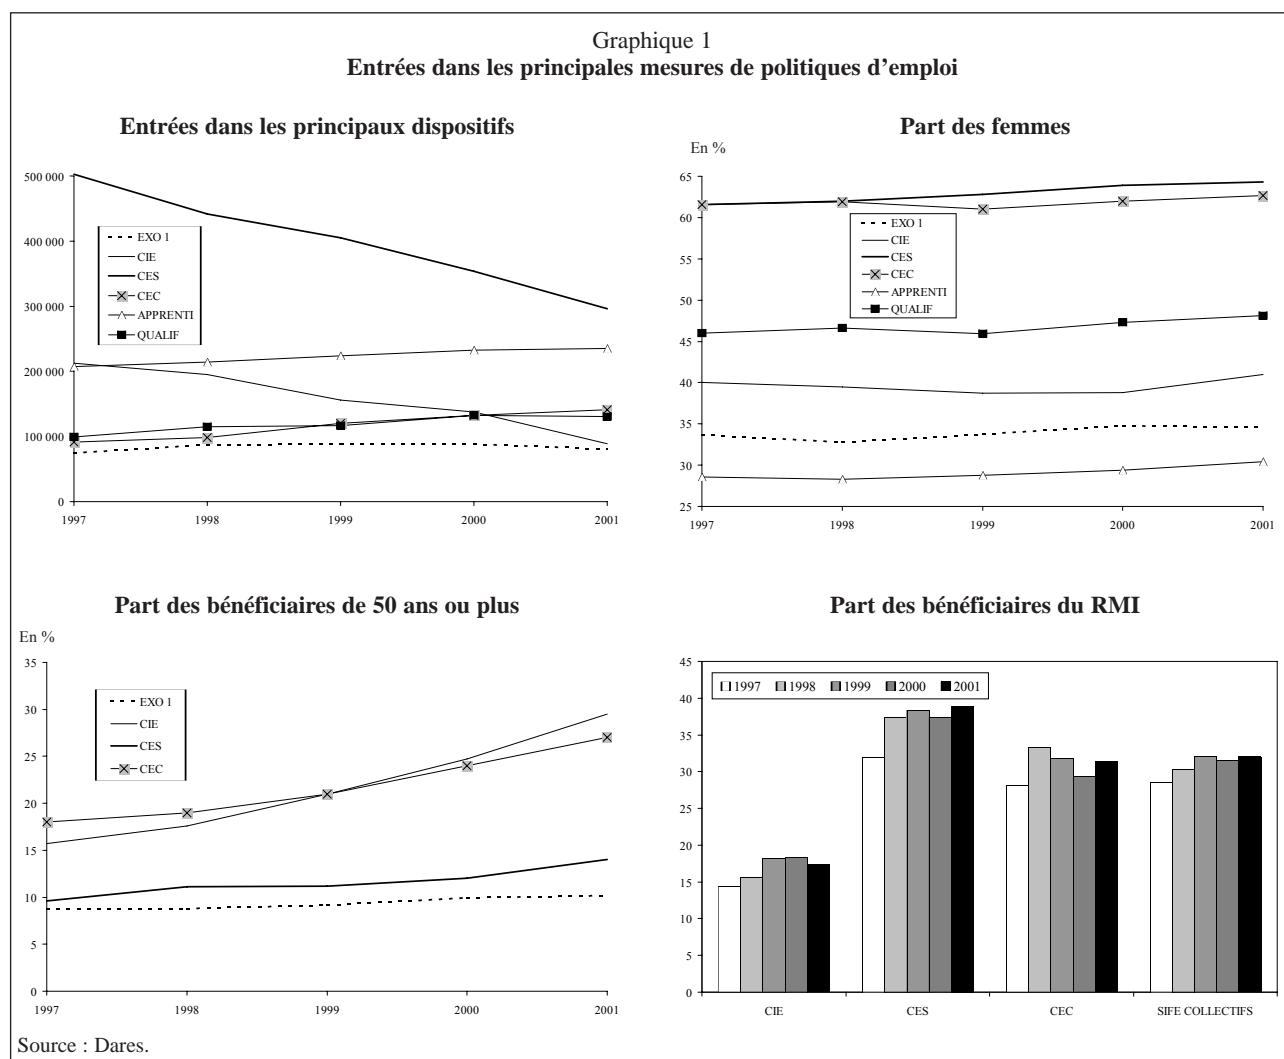 Graphique 1
Entrées dans les principales mesures de politiques d'emploi
Entrées dans les principaux dispositifs
500 000
400 000
300 000
200 000
100 000
0
EXO 1
CIE
CES
CEC
APPRENTI
QUALIF
1997 1998 1999 2000 2001
Part des femmes
En %
65
60
55
50
45
40
35
30
25
EXO 1
CIE
CES
CEC
APPRENTI
QUALIF
1997 1998 1999 2000 2001
Part des bénéficiaires de 50 ans ou plus
En %
35
30
25
20
15
10
5
0
EXO 1
CIE
CES
CEC
1997 1998 1999 2000 2001
Part des bénéficiaires du RMI
45
40
35
30
25
20
15
10
5
0
1997 1998 1999 2000 2001
CIE CES CEC SIFE COLLECTIFS
Source : Dares.